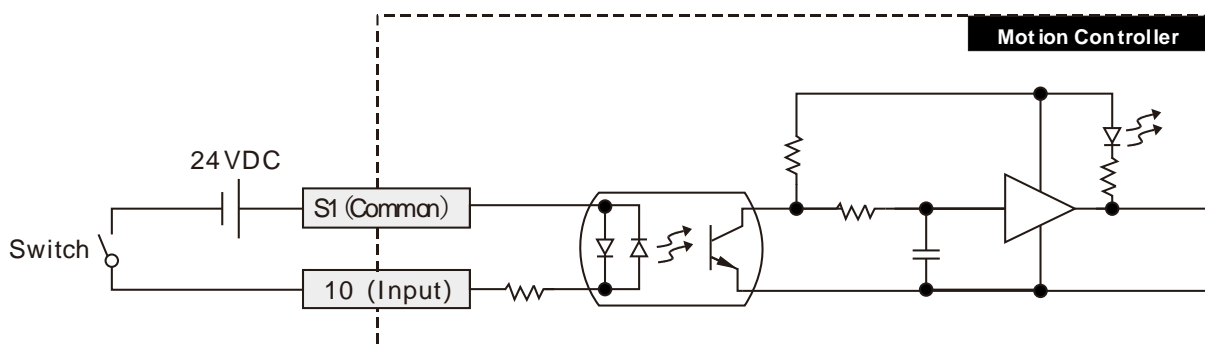 Motion Controller
24VDC
S1 (Common)
Switch
10 (Input)